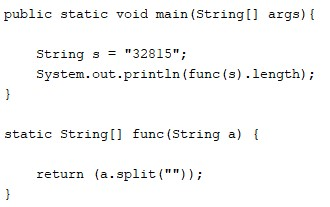 public static void main(String[] args){
String s = "32815";
System.out.println(func(s).length);
}
static String[] func(String a) {
return (a.split(""));
}